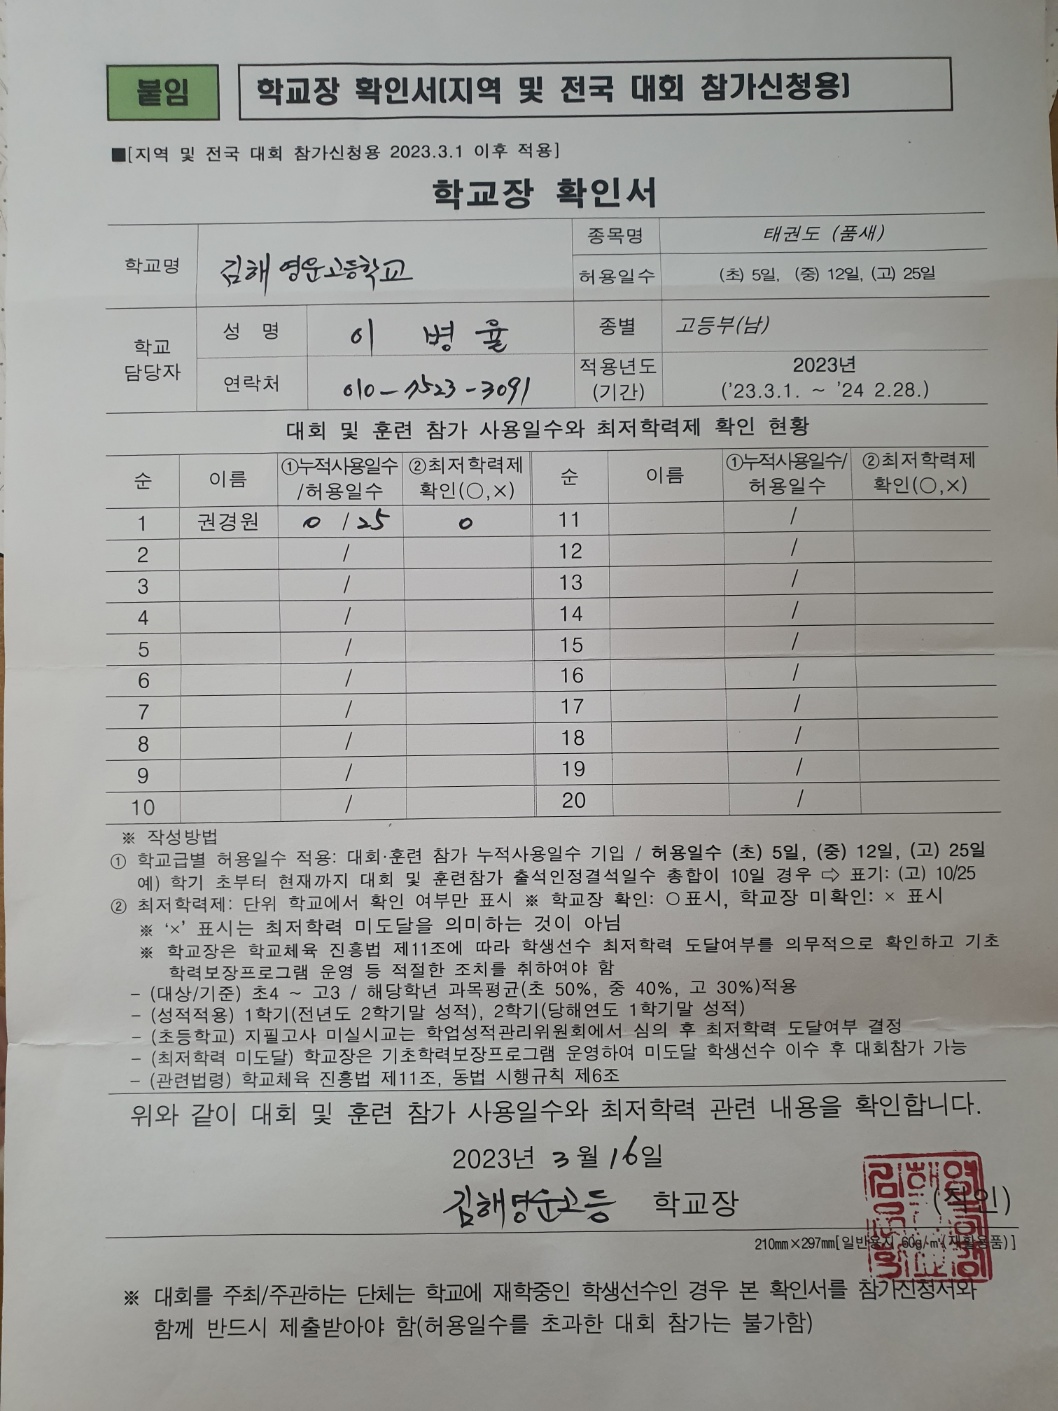 붙임
학교장 확인서[지역 및 전국 대회 참가신청용]
■[지역 및 전국 대회 참가신청용 2023.3.1 이후 적용]
학교장 확인서
학교명 김해영운고등학교 종목명 태권도 (품새)
허용일수 (초) 5일, (중) 12일, (고) 25일
학교 담당자 성 명 이 병 율 종별 고등부(남)
연락처 010-7523-3091 적용년도 (기간) 2023년 ('23.3.1. ~ '24 2.28.)
대회 및 훈련 참가 사용일수와 최저학력제 확인 현황
순 이름 ①누적사용일수 /허용일수 ②최저학력제 확인(○,×) 순 이름 ①누적사용일수/ 허용일수 ②최저학력제 확인(○,×)
1 권경원 0 / 25 0 11 /
2 / 12 /
3 / 13 /
4 / 14 /
5 / 15 /
6 / 16 /
7 / 17 /
8 / 18 /
9 / 19 /
10 / 20 /
※ 작성방법
① 학교급별 허용일수 적용: 대회·훈련 참가 누적사용일수 기입 / 허용일수 (초) 5일, (중) 12일, (고) 25일
예) 학기 초부터 현재까지 대회 및 훈련참가 출석인정결석일수 총합이 10일 경우 ⇨ 표기: (고) 10/25
② 최저학력제: 단위 학교에서 확인 여부만 표시 ※ 학교장 확인: ○표시, 학교장 미확인: × 표시
※ '×' 표시는 최저학력 미도달을 의미하는 것이 아님
※ 학교장은 학교체육 진흥법 제11조에 따라 학생선수 최저학력 도달여부를 의무적으로 확인하고 기초
학력보장프로그램 운영 등 적절한 조치를 취하여야 함
- (대상/기준) 초4 ~ 고3 / 해당학년 과목평균(초 50%, 중 40%, 고 30%)적용
- (성적적용) 1학기(전년도 2학기말 성적), 2학기(당해연도 1학기말 성적)
- (초등학교) 지필고사 미실시교는 학업성적관리위원회에서 심의 후 최저학력 도달여부 결정
- (최저학력 미도달) 학교장은 기초학력보장프로그램 운영하여 미도달 학생선수 이수 후 대회참가 가능
- (관련법령) 학교체육 진흥법 제11조, 동법 시행규칙 제6조
위와 같이 대회 및 훈련 참가 사용일수와 최저학력 관련 내용을 확인합니다.
2023년 3월 16일
김해영운고등 학교장 (직인)
210㎜×297㎜[일반용지 60g/㎡(재활용품)]
※ 대회를 주최/주관하는 단체는 학교에 재학중인 학생선수인 경우 본 확인서를 참가신청서와
함께 반드시 제출받아야 함(허용일수를 초과한 대회 참가는 불가함)